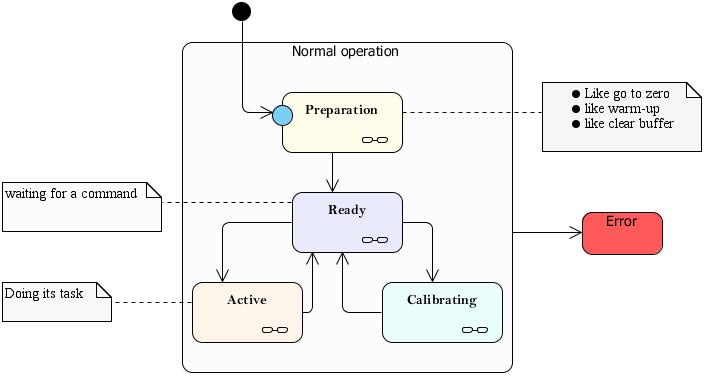 Normal operation
Preparation
Like go to zero
like warm-up
like clear buffer
waiting for a command
Ready
Error
Doing its task
Active
Calibrating